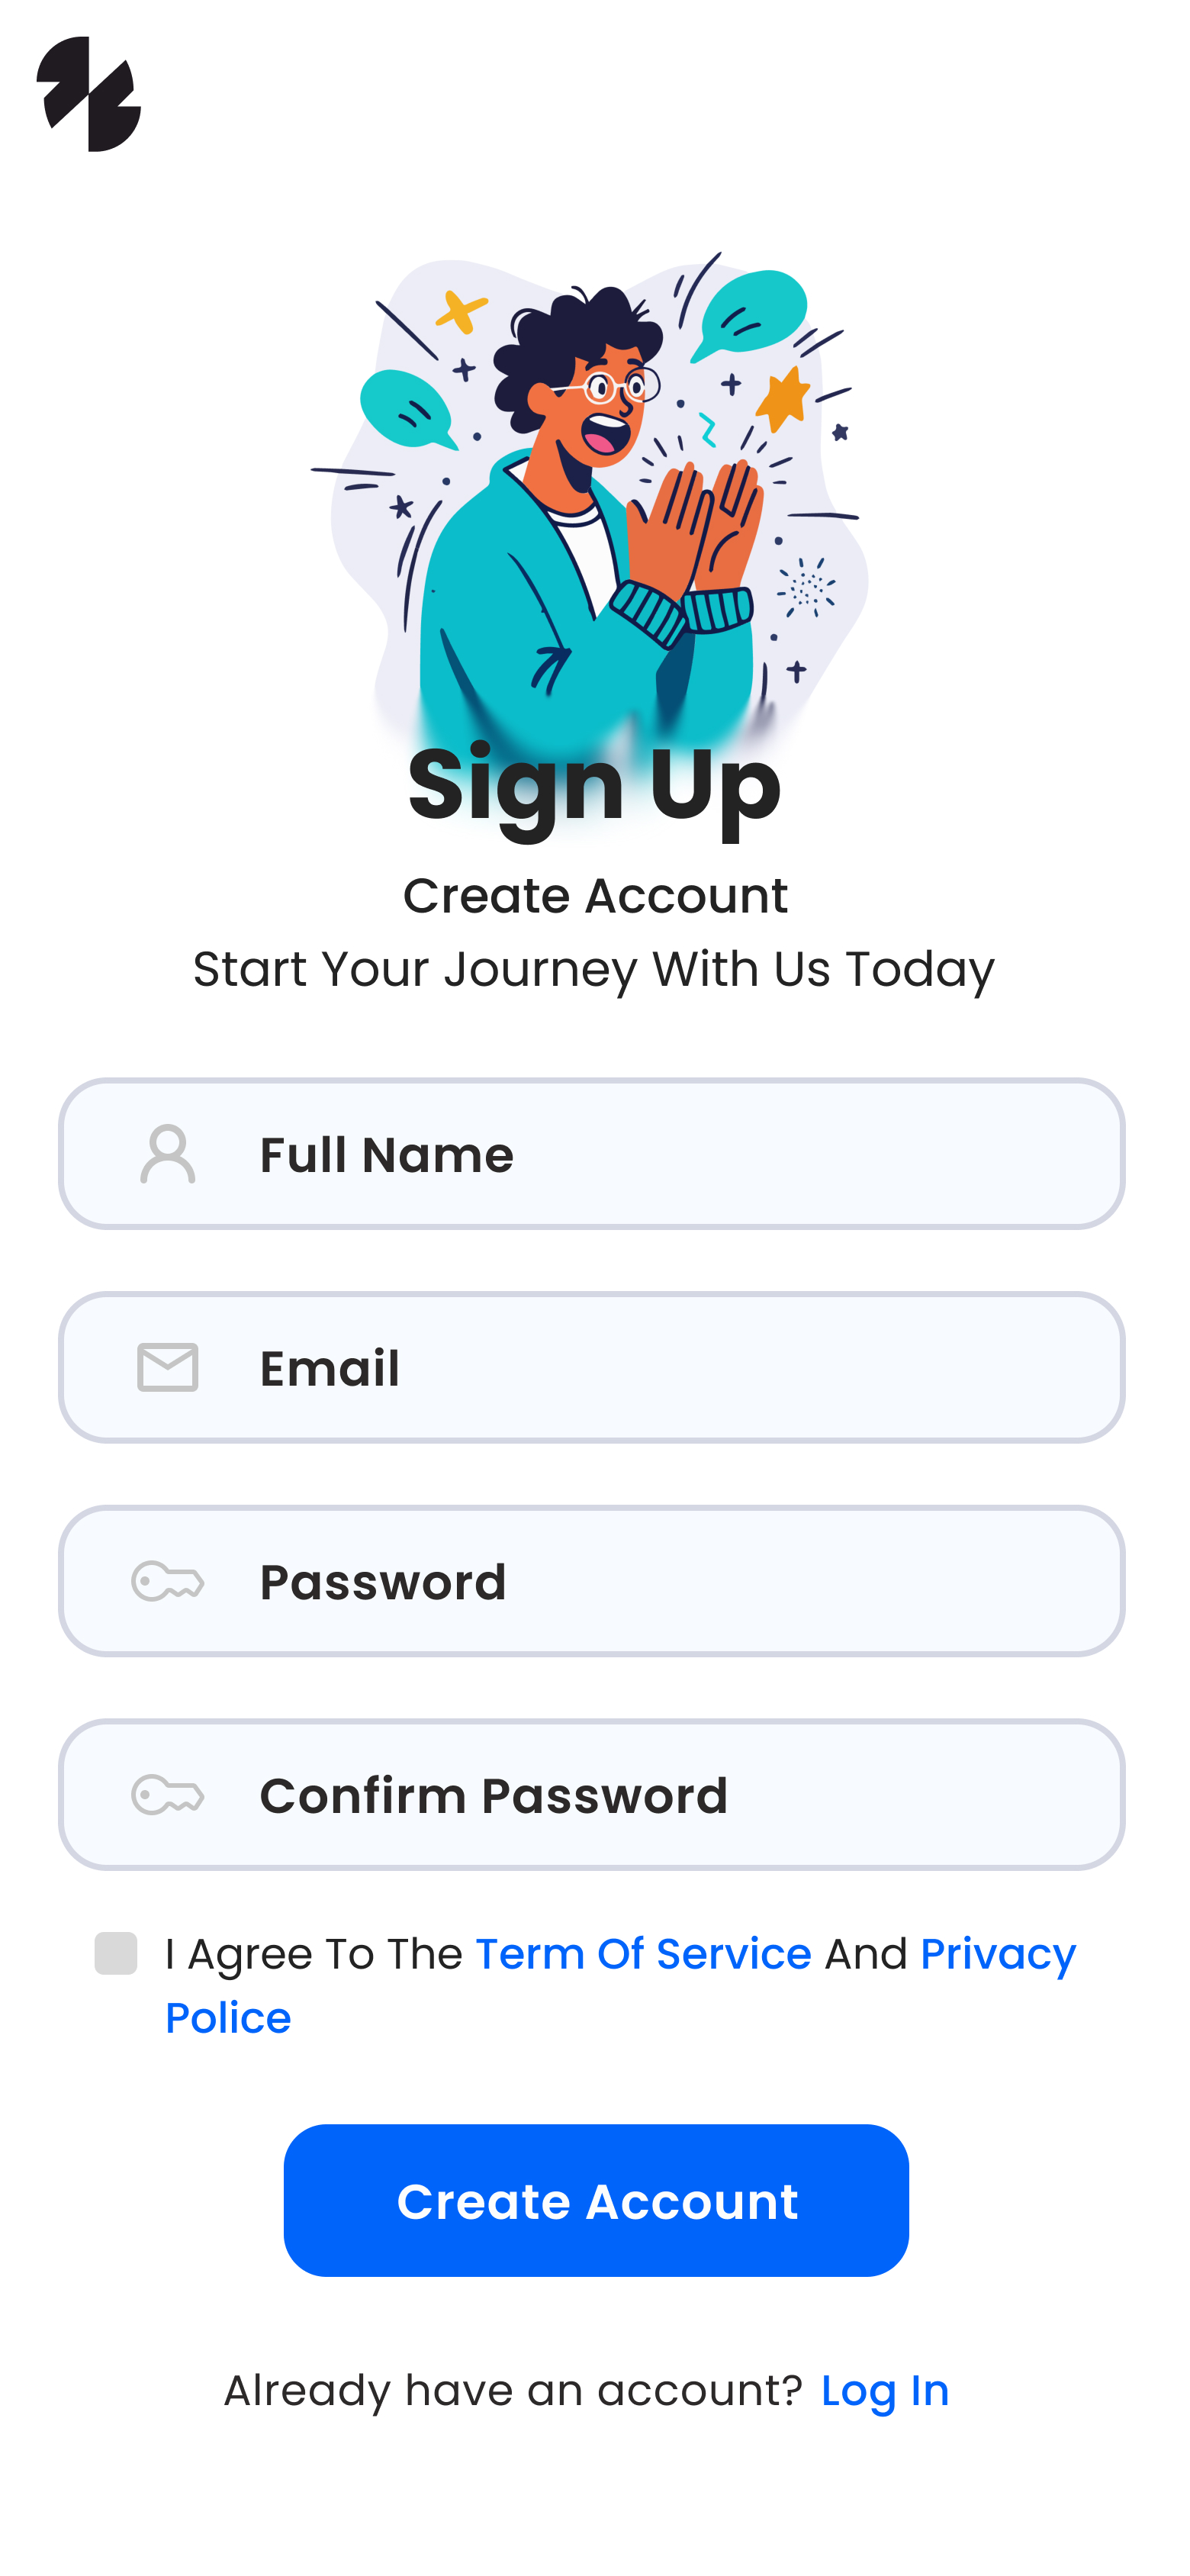 Sign Up
Create Account
Start Your Journey With Us Today
Full Name
Email
Password
Confirm Password
I Agree To The Term Of Service And Privacy
Police
Create Account
Already have an account? Log In